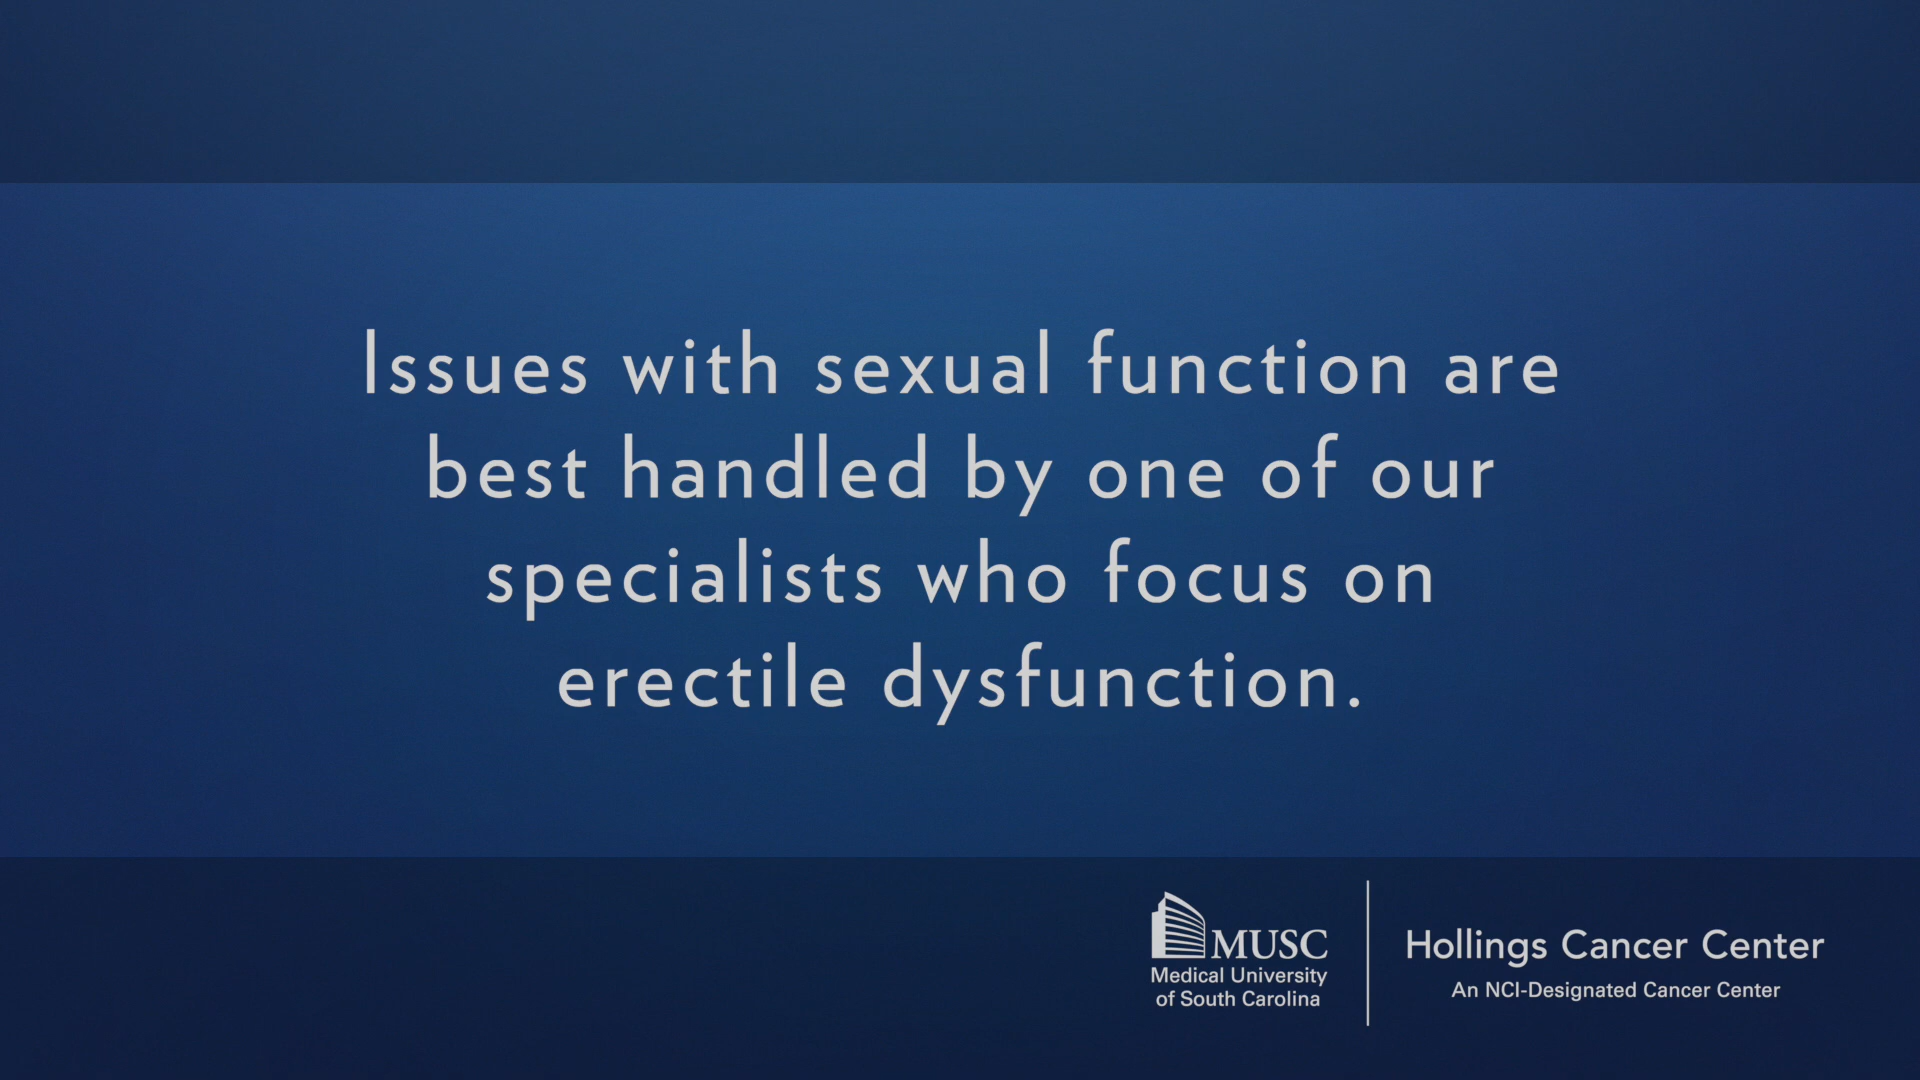 Issues with sexual function are
best handled by one of our
specialists who focus on
erectile dysfunction.
MUSC
Medical University
of South Carolina
Hollings Cancer Center
An NCI-Designated Cancer Center